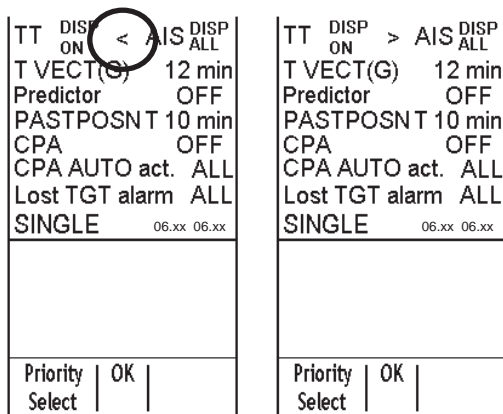 TT DISP ON < AIS DISP ALL
T VECT(G) 12 min
Predictor OFF
PASTPOSN T 10 min
CPA OFF
CPA AUTO act. ALL
Lost TGT alarm ALL
SINGLE 06.xx 06.xx
Priority Select OK
TT DISP ON > AIS DISP ALL
T VECT(G) 12 min
Predictor OFF
PASTPOSN T 10 min
CPA OFF
CPA AUTO act. ALL
Lost TGT alarm ALL
SINGLE 06.xx 06.xx
Priority Select OK